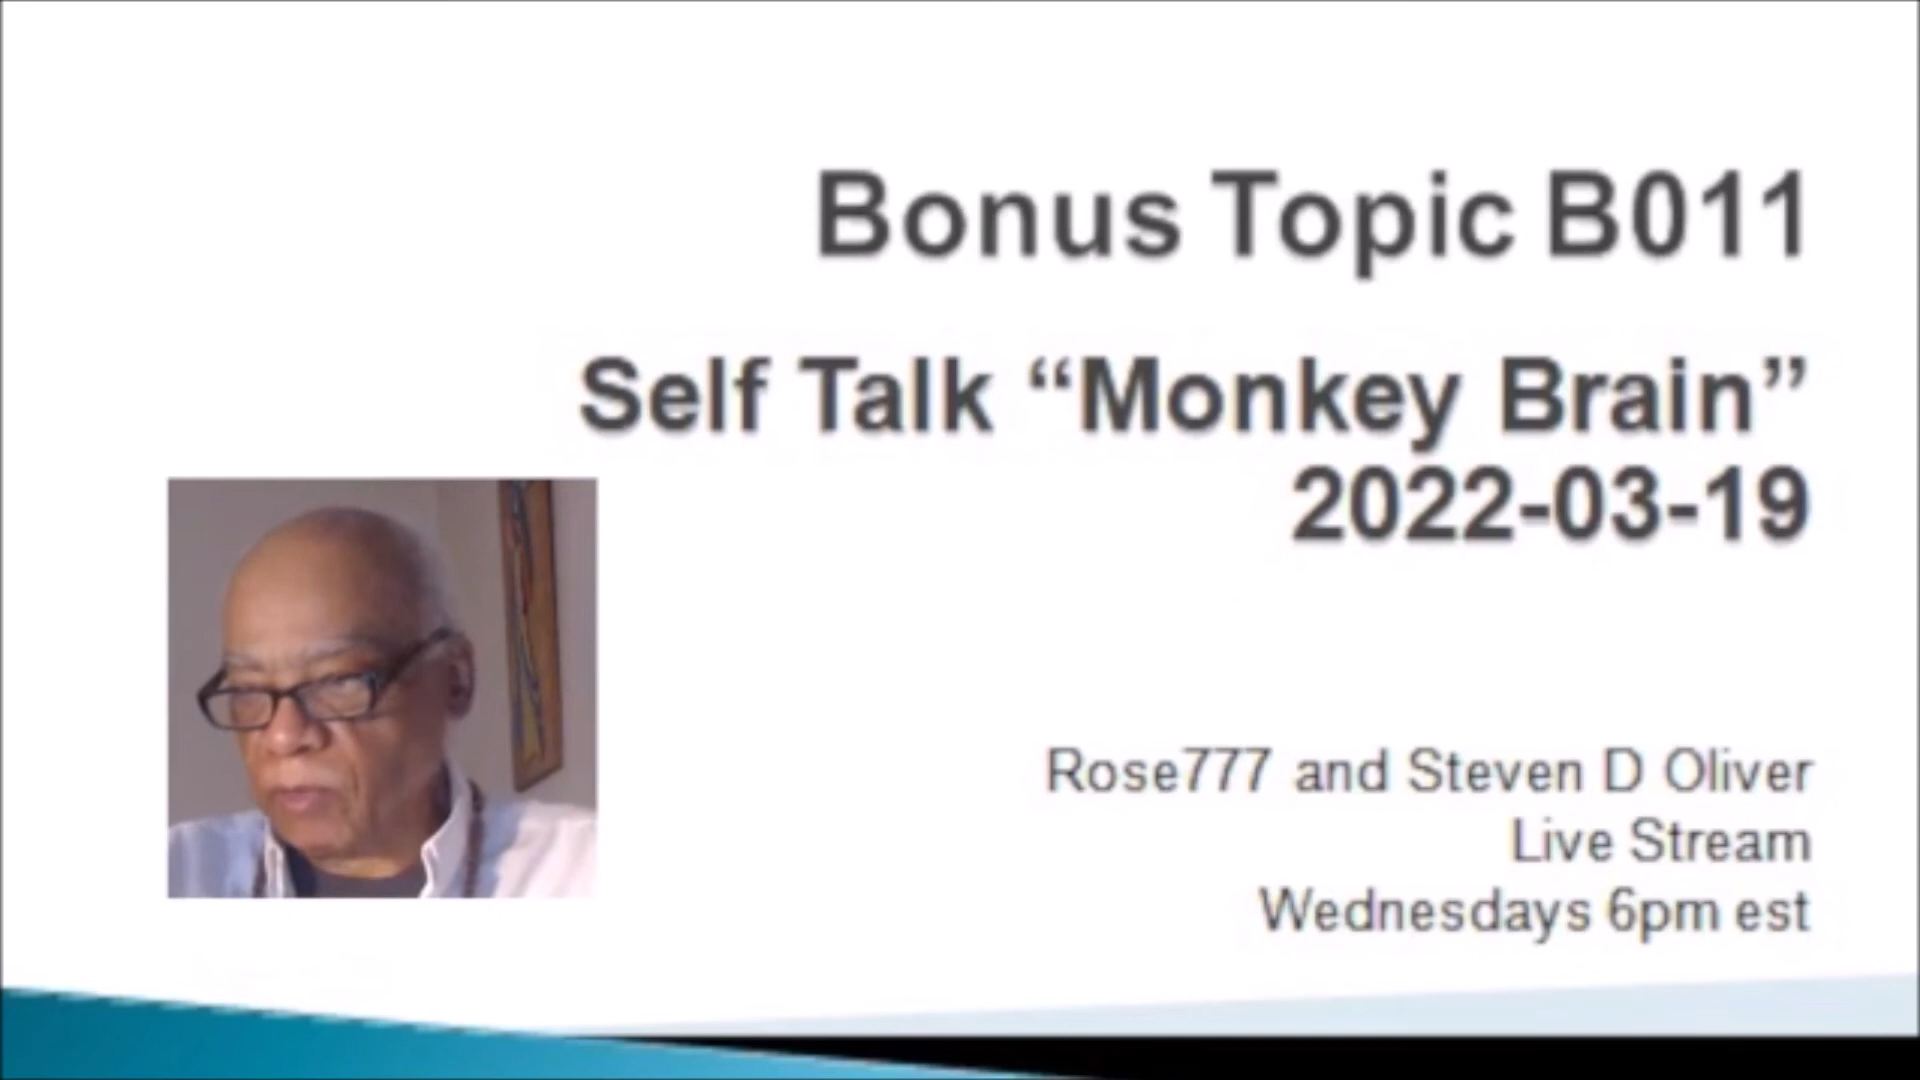 Bonus Topic B011
Self Talk “Monkey Brain”
2022-03-19
Rose777 and Steven D Oliver
Live Stream
Wednesdays 6pm est